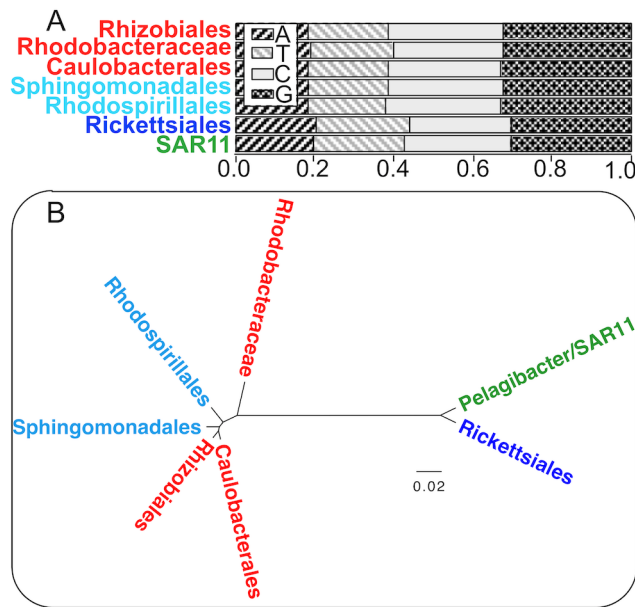 A
Rhizobiales
Rhodobacteraceae
Caulobacterales
Sphingomonadales
Rhodospirillales
Rickettsiales
SAR11
A
T
C
G
0.0 0.2 0.4 0.6 0.8 1.0
B
Rhodobacteraceae
Rhodospirillales
Pelagibacter/SAR11
Sphingomonadales
Rickettsiales
Rhizobiales
Caulobacterales
0.02